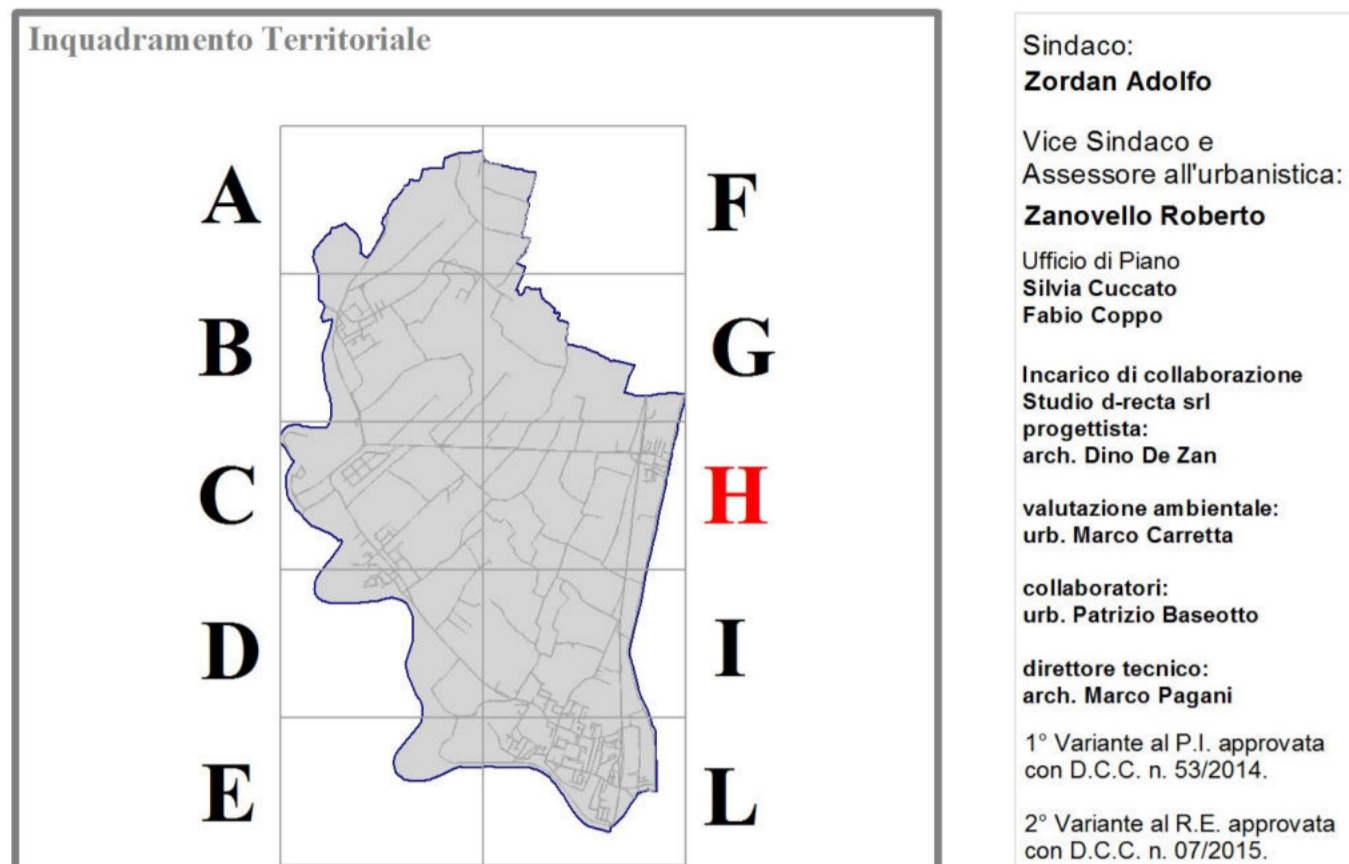 Inquadramento Territoriale
A
F
B
G
C
H
D
I
E
L
Sindaco:
Zordan Adolfo
Vice Sindaco e
Assessore all'urbanistica:
Zanovello Roberto
Ufficio di Piano
Silvia Cuccato
Fabio Coppo
Incarico di collaborazione
Studio d-recta srl
progettista:
arch. Dino De Zan
valutazione ambientale:
urb. Marco Carretta
collaboratori:
urb. Patrizio Baseotto
direttore tecnico:
arch. Marco Pagani
1° Variante al P.I. approvata
con D.C.C. n. 53/2014.
2° Variante al R.E. approvata
con D.C.C. n. 07/2015.